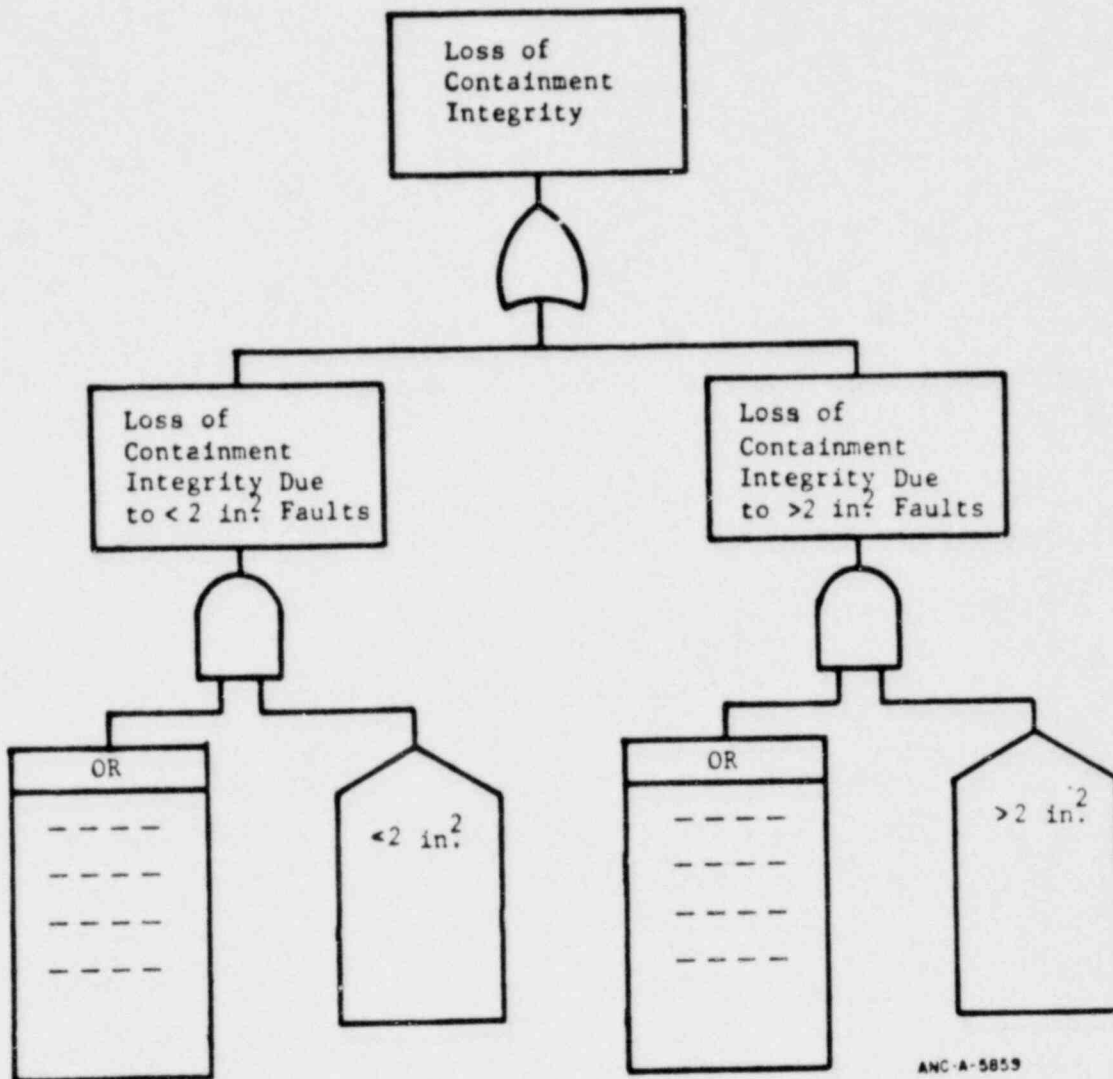 Loss of
Containment
Integrity
Loss of
Containment
Integrity Due
to < 2 in.² Faults
Loss of
Containment
Integrity Due
to >2 in.² Faults
OR
<2 in.²
OR
>2 in.²
ANC-A-5859